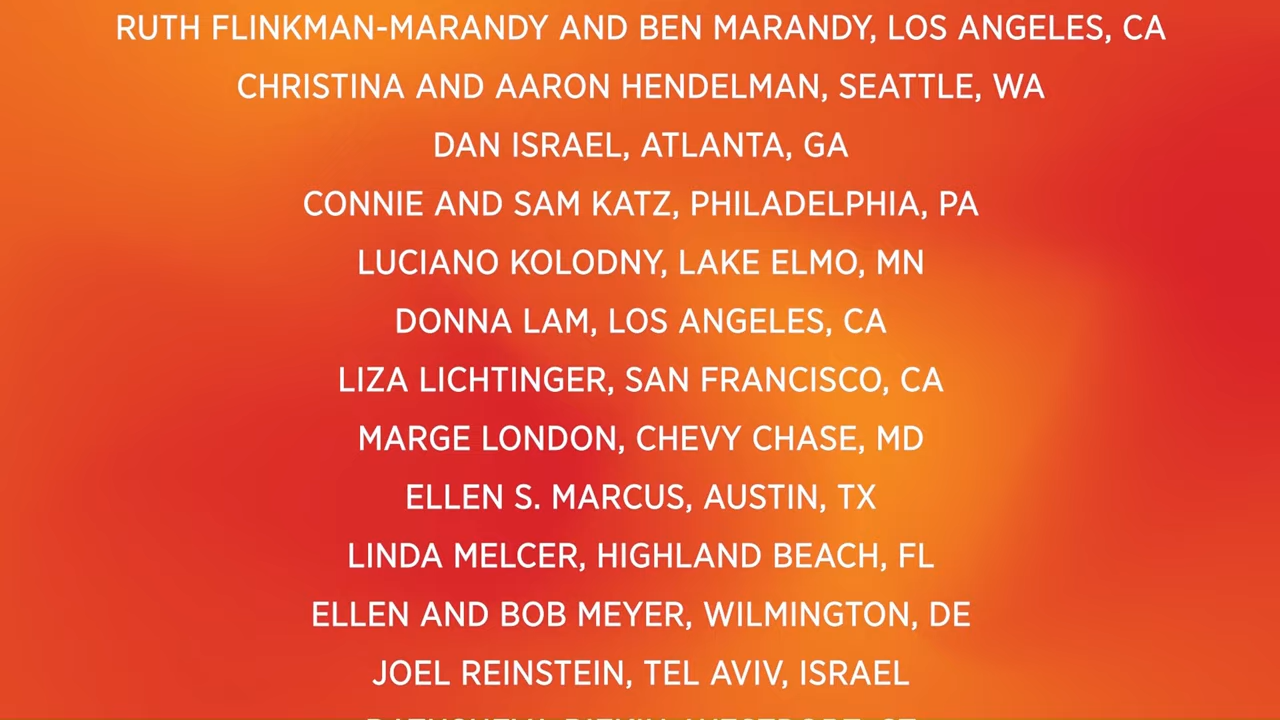 RUTH FLINKMAN-MARANDY AND BEN MARANDY, LOS ANGELES, CA
CHRISTINA AND AARON HENDELMAN, SEATTLE, WA
DAN ISRAEL, ATLANTA, GA
CONNIE AND SAM KATZ, PHILADELPHIA, PA
LUCIANO KOLODNY, LAKE ELMO, MN
DONNA LAM, LOS ANGELES, CA
LIZA LICHTINGER, SAN FRANCISCO, CA
MARGE LONDON, CHEVY CHASE, MD
ELLEN S. MARCUS, AUSTIN, TX
LINDA MELCER, HIGHLAND BEACH, FL
ELLEN AND BOB MEYER, WILMINGTON, DE
JOEL REINSTEIN, TEL AVIV, ISRAEL